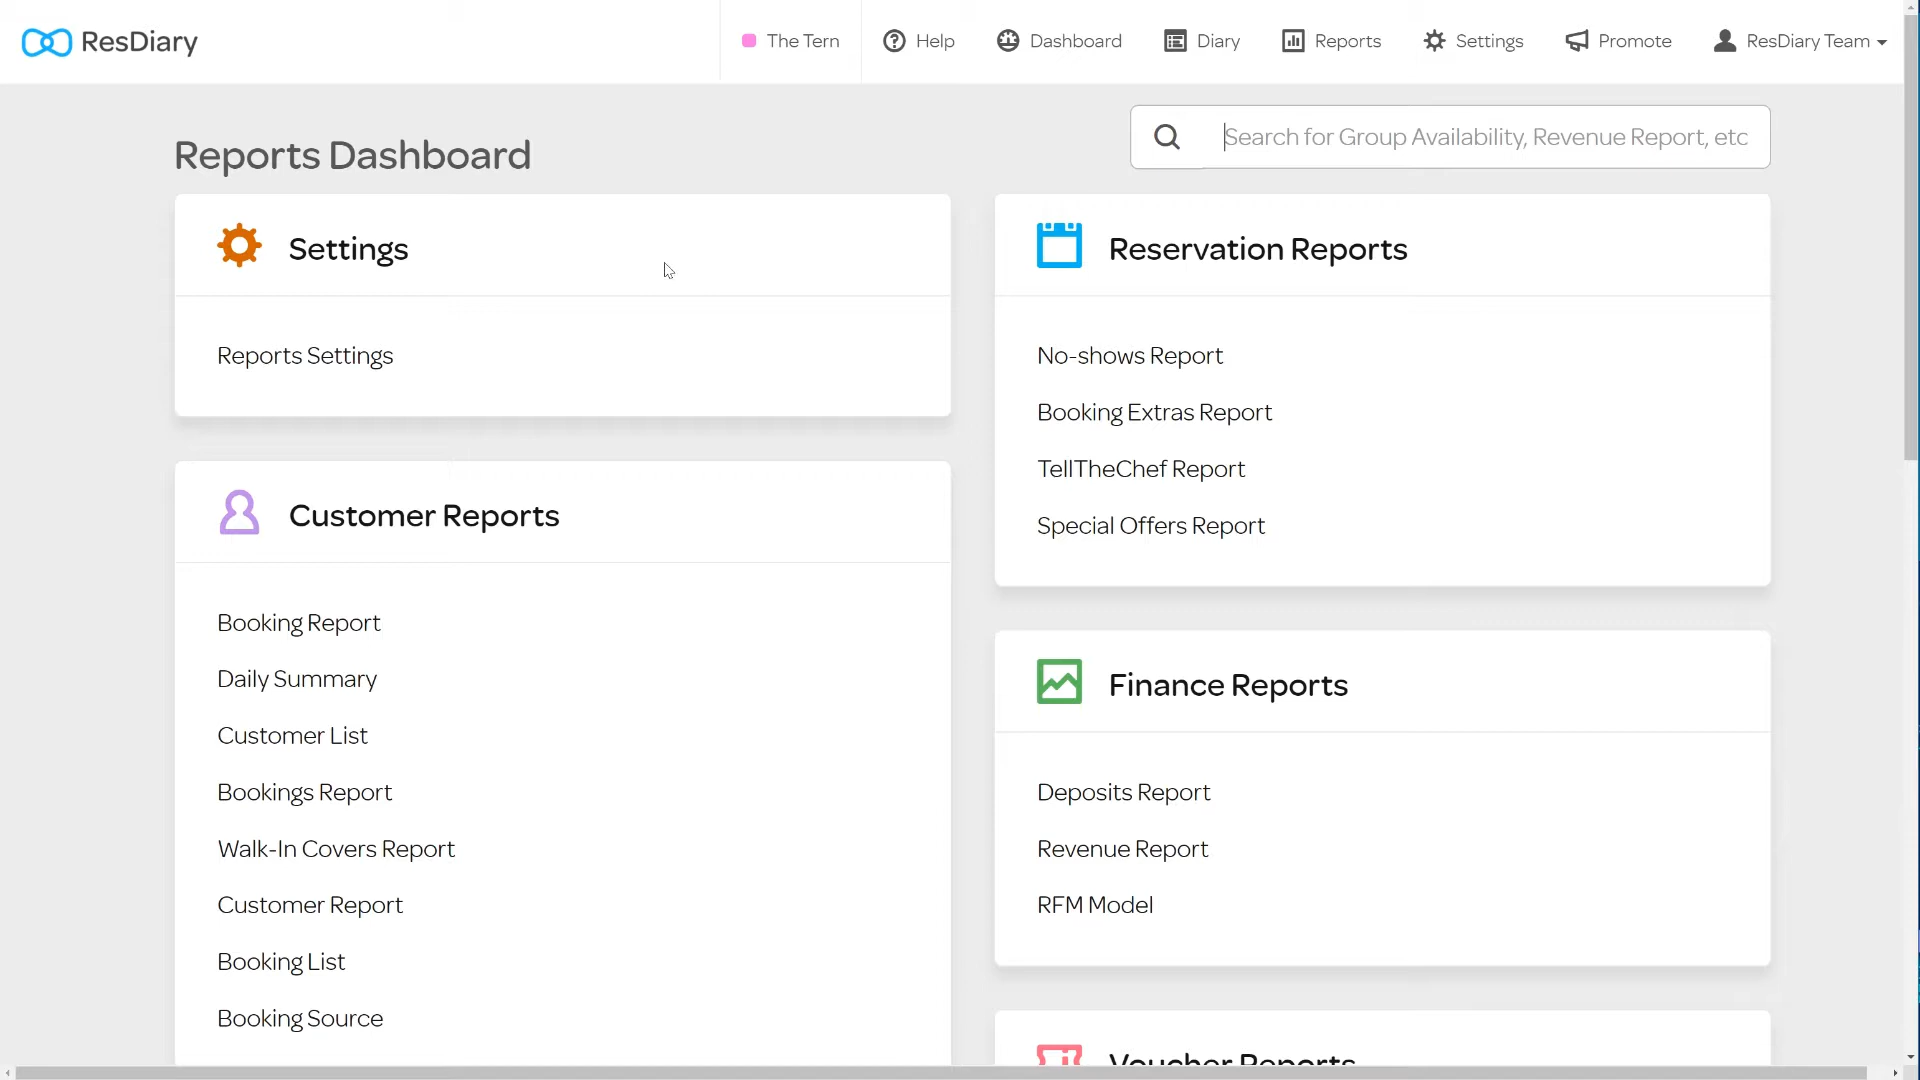 ResDiary
The Tern
Help
Dashboard
Diary
Reports
Settings
Promote
ResDiary Team
Reports Dashboard
Search for Group Availability, Revenue Report, etc
Settings
Reports Settings
Customer Reports
Booking Report
Daily Summary
Customer List
Bookings Report
Walk-In Covers Report
Customer Report
Booking List
Booking Source
Reservation Reports
No-shows Report
Booking Extras Report
TellTheChef Report
Special Offers Report
Finance Reports
Deposits Report
Revenue Report
RFM Model
Voucher Reports